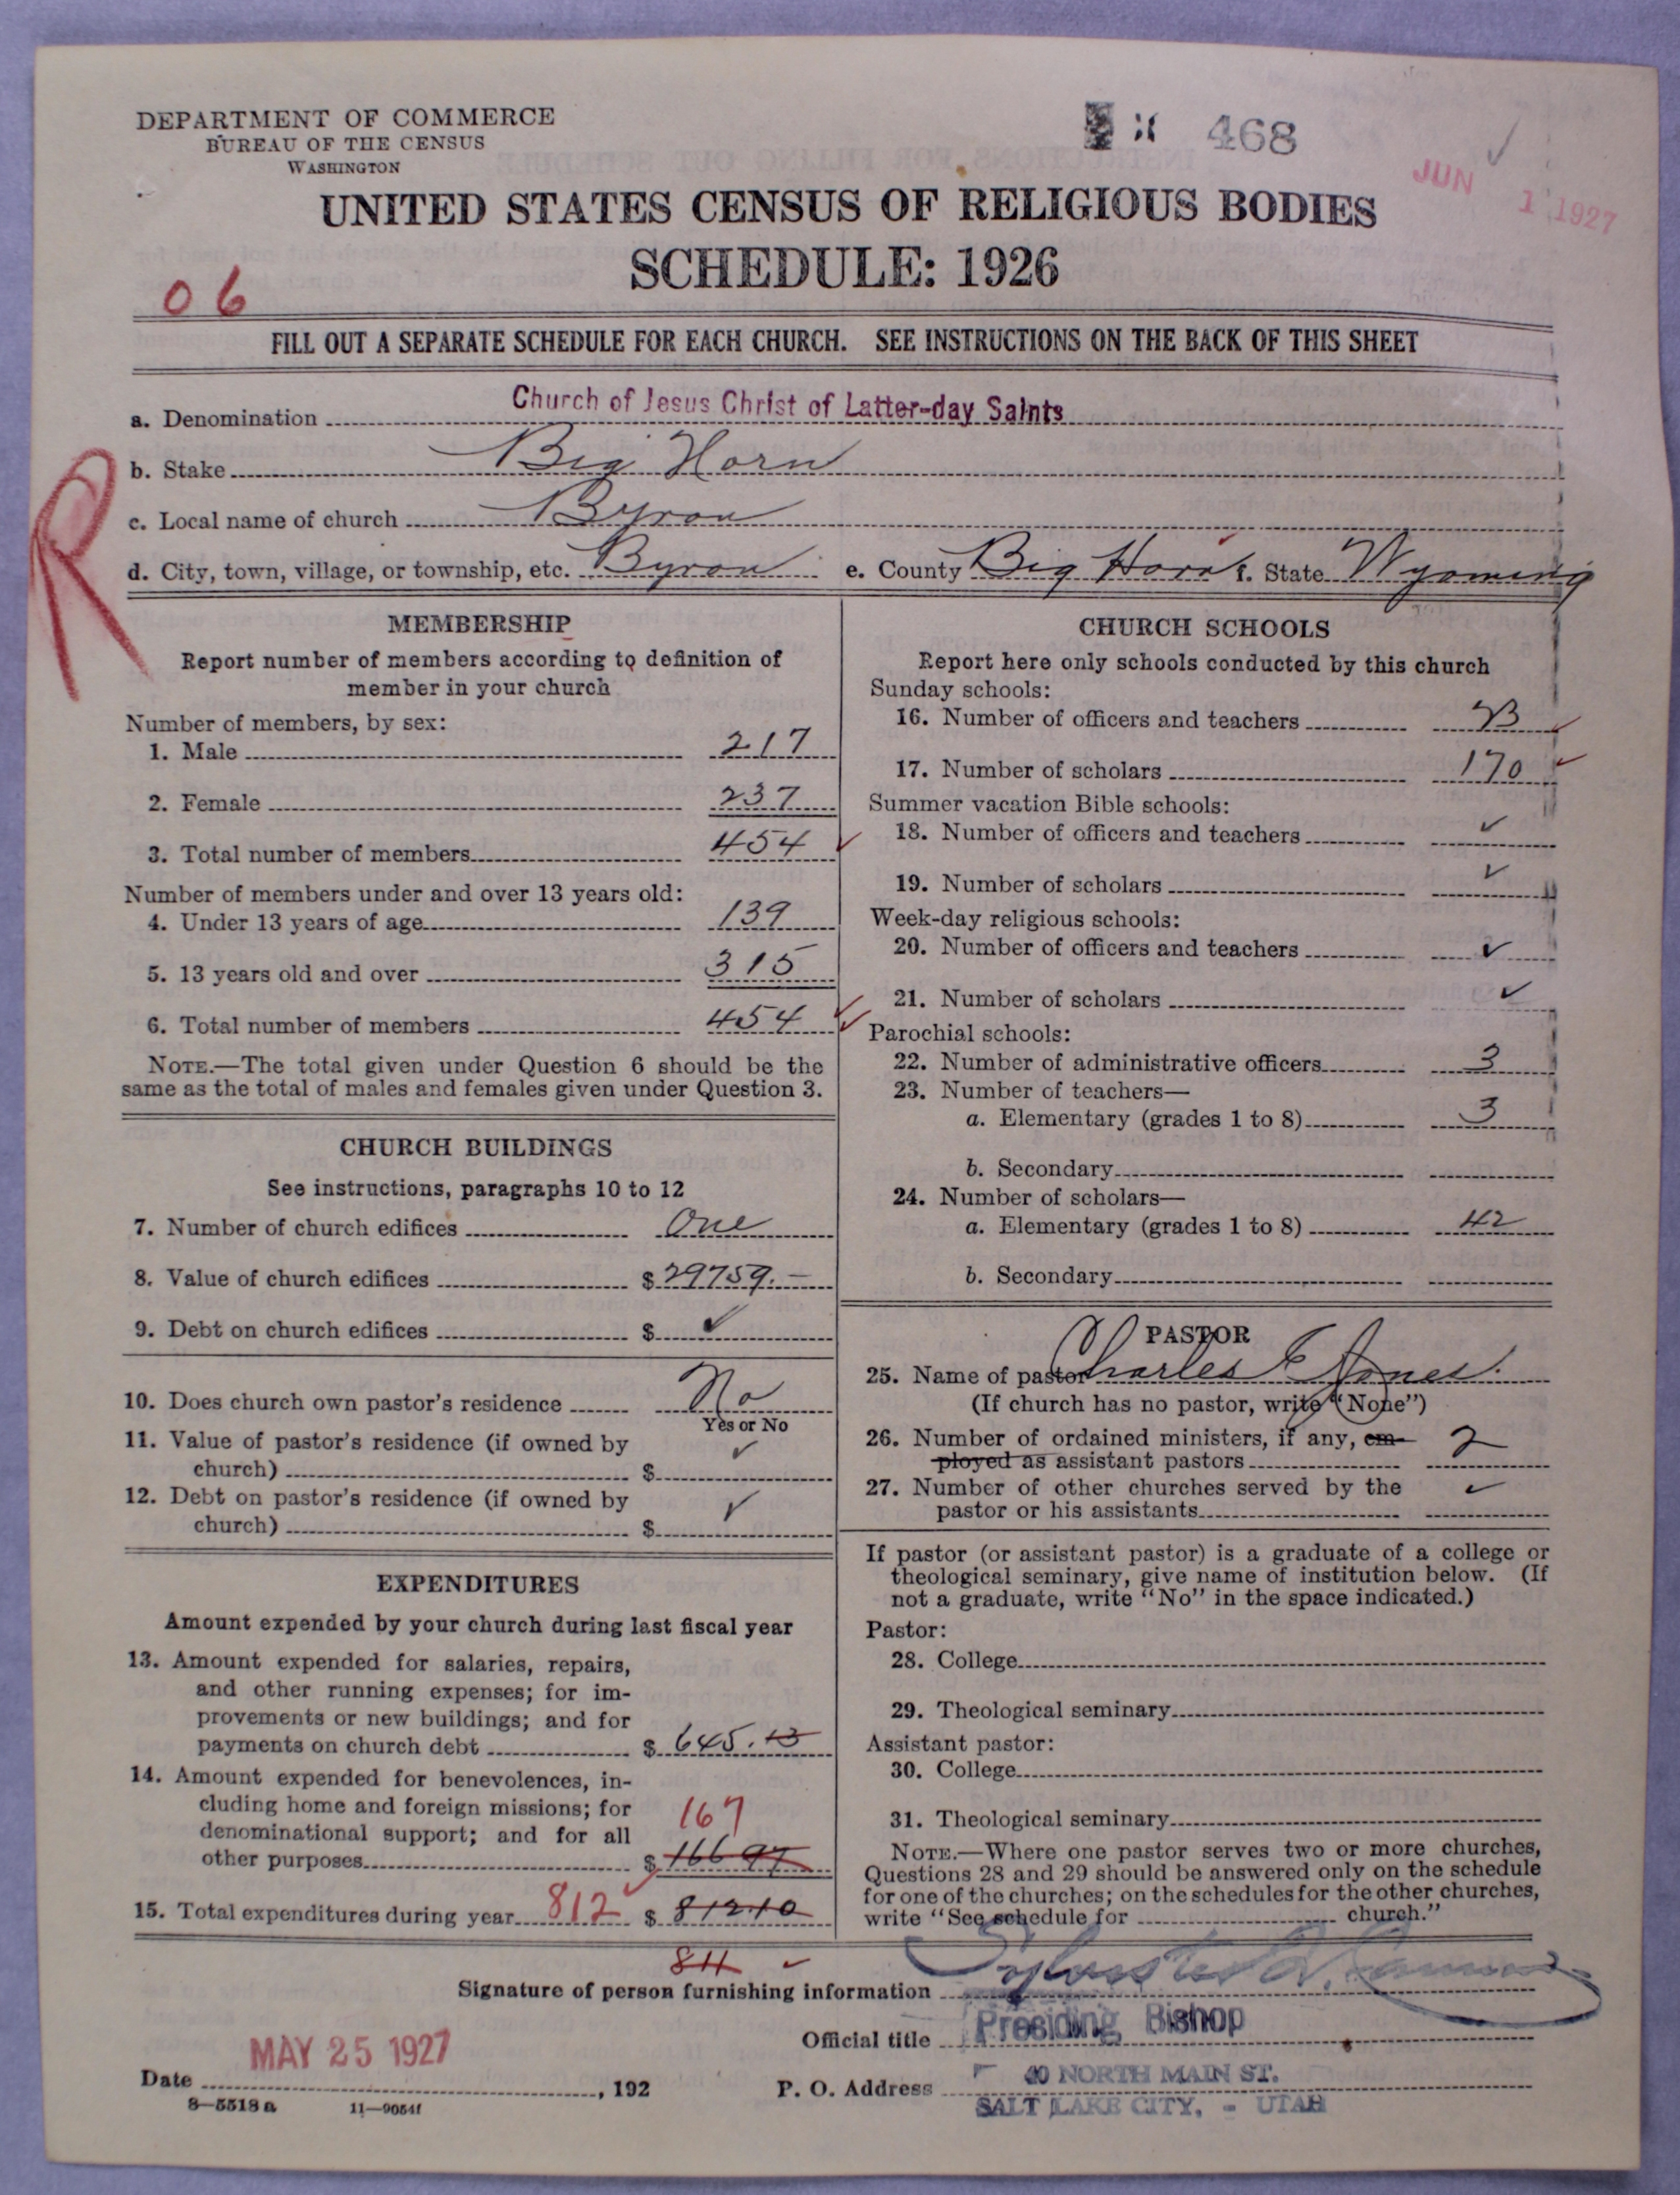 DEPARTMENT OF COMMERCE
BUREAU OF THE CENSUS
WASHINGTON
468
JUN 1 1927
UNITED STATES CENSUS OF RELIGIOUS BODIES
SCHEDULE: 1926
06
FILL OUT A SEPARATE SCHEDULE FOR EACH CHURCH. SEE INSTRUCTIONS ON THE BACK OF THIS SHEET
R
a. Denomination Church of Jesus Christ of Latter-day Saints
b. Stake Big Horn
c. Local name of church Byron
d. City, town, village, or township, etc. Byron e. County Big Horn f. State Wyoming
MEMBERSHIP
Report number of members according to definition of
member in your church
Number of members, by sex:
1. Male 217
2. Female 237
3. Total number of members 454 ✓
Number of members under and over 13 years old:
4. Under 13 years of age 139
5. 13 years old and over 315
6. Total number of members 454 ✓
NOTE.—The total given under Question 6 should be the
same as the total of males and females given under Question 3.
CHURCH BUILDINGS
See instructions, paragraphs 10 to 12
7. Number of church edifices One
8. Value of church edifices $ 29759.—
9. Debt on church edifices $ ✓
10. Does church own pastor's residence No
Yes or No
11. Value of pastor's residence (if owned by
church) $ ✓
12. Debt on pastor's residence (if owned by
church) $ ✓
EXPENDITURES
Amount expended by your church during last fiscal year
13. Amount expended for salaries, repairs,
and other running expenses; for im-
provements or new buildings; and for
payments on church debt $ 645.13
14. Amount expended for benevolences, in-
cluding home and foreign missions; for
denominational support; and for all
other purposes $ 166 97
167
15. Total expenditures during year 812 ✓ $ 812.10
811 ✓
CHURCH SCHOOLS
Report here only schools conducted by this church
Sunday schools:
16. Number of officers and teachers ✓
17. Number of scholars 170 ✓
Summer vacation Bible schools:
18. Number of officers and teachers ✓
19. Number of scholars ✓
Week-day religious schools:
20. Number of officers and teachers ✓
21. Number of scholars ✓
Parochial schools:
22. Number of administrative officers 3
23. Number of teachers—
a. Elementary (grades 1 to 8) 3
b. Secondary
24. Number of scholars—
a. Elementary (grades 1 to 8) 42
b. Secondary
PASTOR
25. Name of pastor Charles E Jones.
(If church has no pastor, write "None")
26. Number of ordained ministers, if any, em-
ployed as assistant pastors 2
27. Number of other churches served by the
pastor or his assistants ✓
If pastor (or assistant pastor) is a graduate of a college or
theological seminary, give name of institution below. (If
not a graduate, write "No" in the space indicated.)
Pastor:
28. College
29. Theological seminary
Assistant pastor:
30. College
31. Theological seminary
NOTE.—Where one pastor serves two or more churches,
Questions 28 and 29 should be answered only on the schedule
for one of the churches; on the schedules for the other churches,
write "See schedule for church."
Signature of person furnishing information Sylvester Q. Cannon
Official title Presiding Bishop
MAY 25 1927
Date , 192
P. O. Address 40 NORTH MAIN ST.
SALT LAKE CITY, - UTAH
8—5518 a 11—9054f